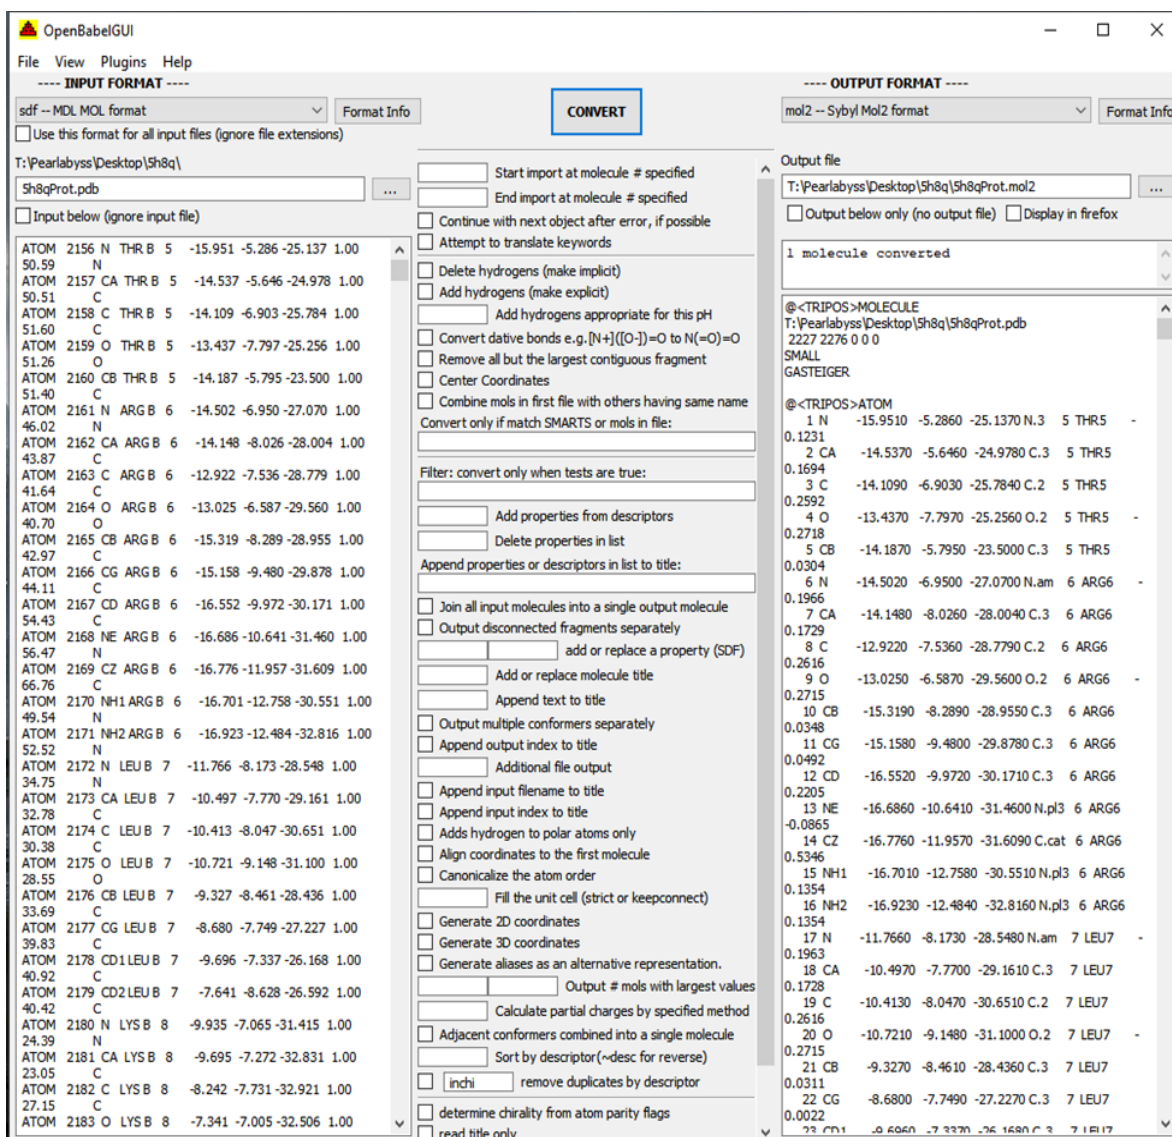 OpenBabelGUI
File View Plugins Help
---- INPUT FORMAT ----
sdf -- MDL MOL format
Format Info
Use this format for all input files (ignore file extensions)
T:\Pearlabyss\Desktop\5h8q\
5h8qProt.pdb
...
Input below (ignore input file)
ATOM 2156 N THR B 5 -15.951 -5.286 -25.137 1.00
50.59 N
ATOM 2157 CA THR B 5 -14.537 -5.646 -24.978 1.00
50.51 C
ATOM 2158 C THR B 5 -14.109 -6.903 -25.784 1.00
51.60 C
ATOM 2159 O THR B 5 -13.437 -7.797 -25.256 1.00
51.26 O
ATOM 2160 CB THR B 5 -14.187 -5.795 -23.500 1.00
51.40 C
ATOM 2161 N ARG B 6 -14.502 -6.950 -27.070 1.00
46.02 N
ATOM 2162 CA ARG B 6 -14.148 -8.026 -28.004 1.00
43.87 C
ATOM 2163 C ARG B 6 -12.922 -7.536 -28.779 1.00
41.64 C
ATOM 2164 O ARG B 6 -13.025 -6.587 -29.560 1.00
40.70 O
ATOM 2165 CB ARG B 6 -15.319 -8.289 -28.955 1.00
42.97 C
ATOM 2166 CG ARG B 6 -15.158 -9.480 -29.878 1.00
44.11 C
ATOM 2167 CD ARG B 6 -16.552 -9.972 -30.171 1.00
54.43 C
ATOM 2168 NE ARG B 6 -16.686 -10.641 -31.460 1.00
56.47 N
ATOM 2169 CZ ARG B 6 -16.776 -11.957 -31.609 1.00
66.76 C
ATOM 2170 NH1 ARG B 6 -16.701 -12.758 -30.551 1.00
49.54 N
ATOM 2171 NH2 ARG B 6 -16.923 -12.484 -32.816 1.00
52.52 N
ATOM 2172 N LEU B 7 -11.766 -8.173 -28.548 1.00
34.75 N
ATOM 2173 CA LEU B 7 -10.497 -7.770 -29.161 1.00
32.78 C
ATOM 2174 C LEU B 7 -10.413 -8.047 -30.651 1.00
30.38 C
ATOM 2175 O LEU B 7 -10.721 -9.148 -31.100 1.00
28.55 O
ATOM 2176 CB LEU B 7 -9.327 -8.461 -28.436 1.00
33.69 C
ATOM 2177 CG LEU B 7 -8.680 -7.749 -27.227 1.00
39.83 C
ATOM 2178 CD1 LEU B 7 -9.696 -7.337 -26.168 1.00
40.92 C
ATOM 2179 CD2 LEU B 7 -7.641 -8.628 -26.592 1.00
40.42 C
ATOM 2180 N LYS B 8 -9.935 -7.065 -31.415 1.00
24.39 N
ATOM 2181 CA LYS B 8 -9.695 -7.272 -32.831 1.00
23.05 C
ATOM 2182 C LYS B 8 -8.242 -7.731 -32.921 1.00
27.15 C
ATOM 2183 O LYS B 8 -7.341 -7.005 -32.506 1.00
CONVERT
Start import at molecule # specified
End import at molecule # specified
Continue with next object after error, if possible
Attempt to translate keywords
Delete hydrogens (make implicit)
Add hydrogens (make explicit)
Add hydrogens appropriate for this pH
Convert dative bonds e.g.[N+]([O-])=O to N(=O)=O
Remove all but the largest contiguous fragment
Center Coordinates
Combine mols in first file with others having same name
Convert only if match SMARTS or mols in file:
Filter: convert only when tests are true:
Add properties from descriptors
Delete properties in list
Append properties or descriptors in list to title:
Join all input molecules into a single output molecule
Output disconnected fragments separately
add or replace a property (SDF)
Add or replace molecule title
Append text to title
Output multiple conformers separately
Append output index to title
Additional file output
Append input filename to title
Append input index to title
Adds hydrogen to polar atoms only
Align coordinates to the first molecule
Canonicalize the atom order
Fill the unit cell (strict or keepconnect)
Generate 2D coordinates
Generate 3D coordinates
Generate aliases as an alternative representation.
Output # mols with largest values
Calculate partial charges by specified method
Adjacent conformers combined into a single molecule
Sort by descriptor(~desc for reverse)
inchi remove duplicates by descriptor
determine chirality from atom parity flags
read title only
---- OUTPUT FORMAT ----
mol2 -- Sybyl Mol2 format
Format Info
Output file
T:\Pearlabyss\Desktop\5h8q\5h8qProt.mol2
...
Output below only (no output file) Display in firefox
1 molecule converted
@<TRIPOS>MOLECULE
T:\Pearlabyss\Desktop\5h8q\5h8qProt.pdb
2227 2276 0 0 0
SMALL
GASTEIGER
@<TRIPOS>ATOM
1 N -15.9510 -5.2860 -25.1370 N.3 5 THR5 -
0.1231
2 CA -14.5370 -5.6460 -24.9780 C.3 5 THR5
0.1694
3 C -14.1090 -6.9030 -25.7840 C.2 5 THR5
0.2592
4 O -13.4370 -7.7970 -25.2560 O.2 5 THR5 -
0.2718
5 CB -14.1870 -5.7950 -23.5000 C.3 5 THR5
0.0304
6 N -14.5020 -6.9500 -27.0700 N.am 6 ARG6 -
0.1966
7 CA -14.1480 -8.0260 -28.0040 C.3 6 ARG6
0.1729
8 C -12.9220 -7.5360 -28.7790 C.2 6 ARG6
0.2616
9 O -13.0250 -6.5870 -29.5600 O.2 6 ARG6 -
0.2715
10 CB -15.3190 -8.2890 -28.9550 C.3 6 ARG6
0.0348
11 CG -15.1580 -9.4800 -29.8780 C.3 6 ARG6
0.0492
12 CD -16.5520 -9.9720 -30.1710 C.3 6 ARG6
0.2205
13 NE -16.6860 -10.6410 -31.4600 N.pl3 6 ARG6
-0.0865
14 CZ -16.7760 -11.9570 -31.6090 C.cat 6 ARG6
0.5346
15 NH1 -16.7010 -12.7580 -30.5510 N.pl3 6 ARG6
0.1354
16 NH2 -16.9230 -12.4840 -32.8160 N.pl3 6 ARG6
0.1354
17 N -11.7660 -8.1730 -28.5480 N.am 7 LEU7 -
0.1963
18 CA -10.4970 -7.7700 -29.1610 C.3 7 LEU7
0.1728
19 C -10.4130 -8.0470 -30.6510 C.2 7 LEU7
0.2616
20 O -10.7210 -9.1480 -31.1000 O.2 7 LEU7 -
0.2715
21 CB -9.3270 -8.4610 -28.4360 C.3 7 LEU7
0.0311
22 CG -8.6800 -7.7490 -27.2270 C.3 7 LEU7
0.0022
23 CD1 -9.6960 -7.3370 -26.1680 C.3 7 LEU7